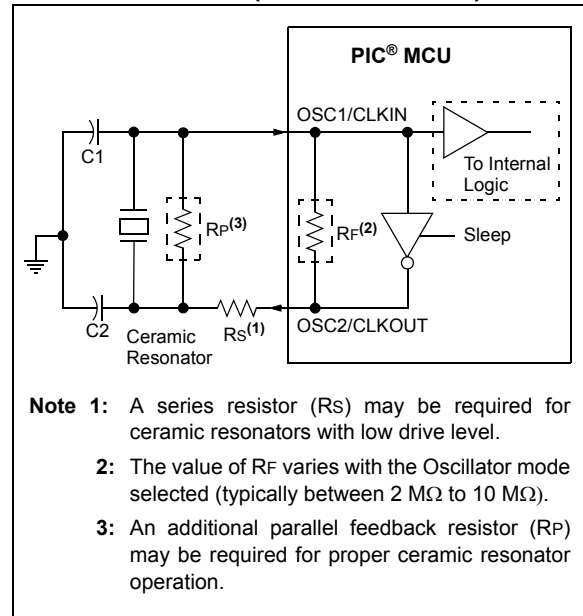 PIC® MCU
OSC1/CLKIN
C1
To Internal
Logic
RP(3)
RF(2)
Sleep
C2
Ceramic
Resonator
RS(1)
OSC2/CLKOUT
Note 1: A series resistor (RS) may be required for
ceramic resonators with low drive level.
2: The value of RF varies with the Oscillator mode
selected (typically between 2 MΩ to 10 MΩ).
3: An additional parallel feedback resistor (RP)
may be required for proper ceramic resonator
operation.